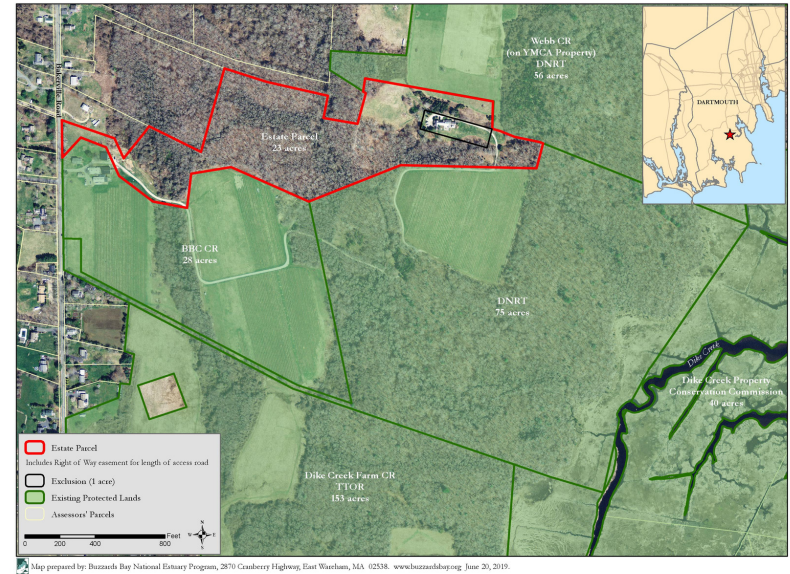 Webb CR
(on YMCA Property)
DNRT
56 acres
DARTMOUTH
Bakerville Road
Estate Parcel
23 acres
BBC CR
28 acres
DNRT
75 acres
Dike Creek
Dike Creek Property
Conservation Commission
40 acres
Dike Creek Farm CR
TTOR
153 acres
Estate Parcel
Includes Right of Way easement for length of access road
Exclusion (1 acre)
Existing Protected Lands
Assessors' Parcels
0 200 400 800 Feet
N
W E
S
Map prepared by: Buzzards Bay National Estuary Program, 2870 Cranberry Highway, East Wareham, MA 02538. www.buzzardsbay.org June 20, 2019.